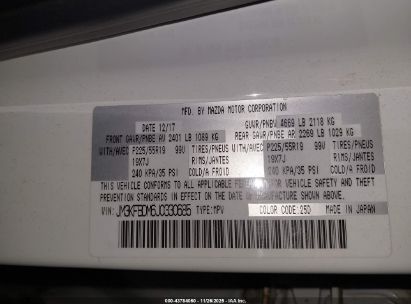 MFD. BY MAZDA MOTOR CORPORATION
DATE 12/17 GVWR/PNBV 4669 LB 2118 KG
FRONT GAWR/PNBE AV 2401 LB 1089 KG REAR GAWR/PNBE AR 2269 LB 1029 KG
WITH/AVEC P225/55R19 99V TIRES/PNEUS WITH/AVEC P225/55R19 99V TIRES/PNEUS
19X7J RIMS/JANTES 19X7J RIMS/JANTES
240 KPA/35 PSI COLD/A FROID 240 KPA/35 PSI COLD/A FROID
THIS VEHICLE CONFORMS TO ALL APPLICABLE FEDERAL MOTOR VEHICLE SAFETY AND THEFT
PREVENTION STANDARDS IN EFFECT ON THE DATE OF MANUFACTURE SHOWN ABOVE.
VIN: JM3KFBDM6J0330685 TYPE:MPV COLOR CODE:25D MADE IN JAPAN